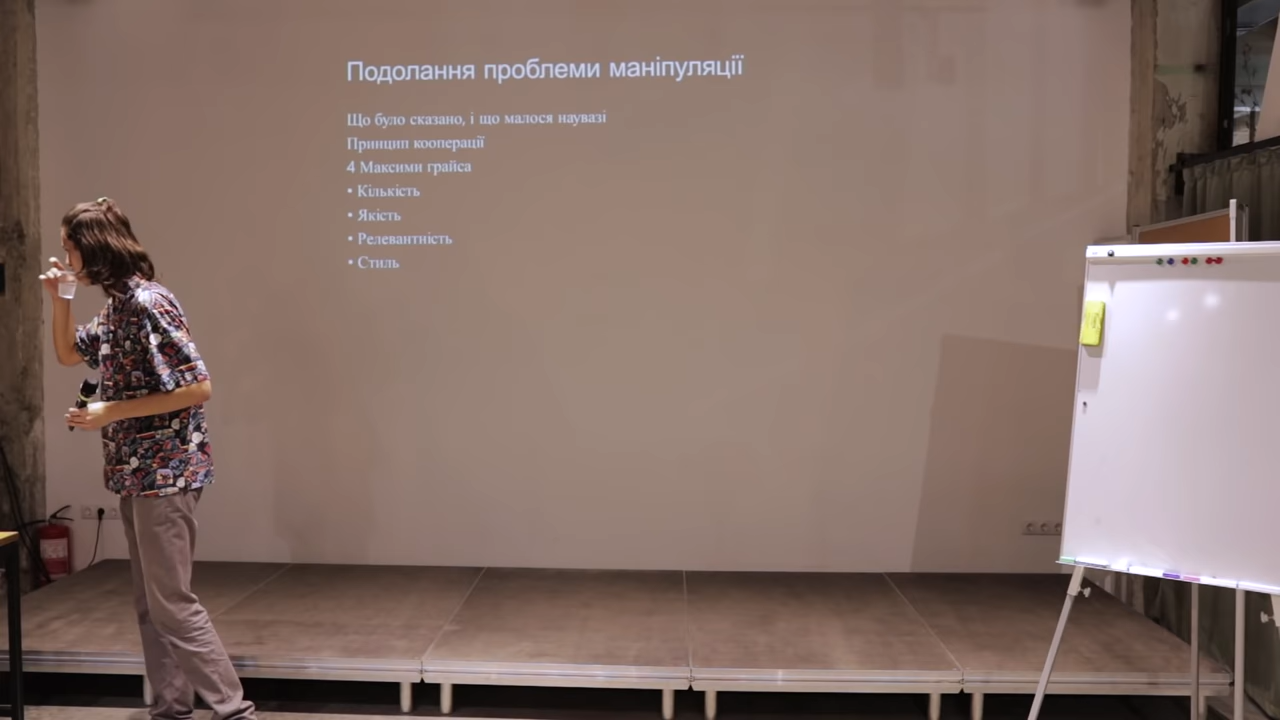 Подолання проблеми маніпуляції
Що було сказано, і що малося наувазі
Принцип кооперації
4 Максими грайса
• Кількість
• Якість
• Релевантність
• Стиль